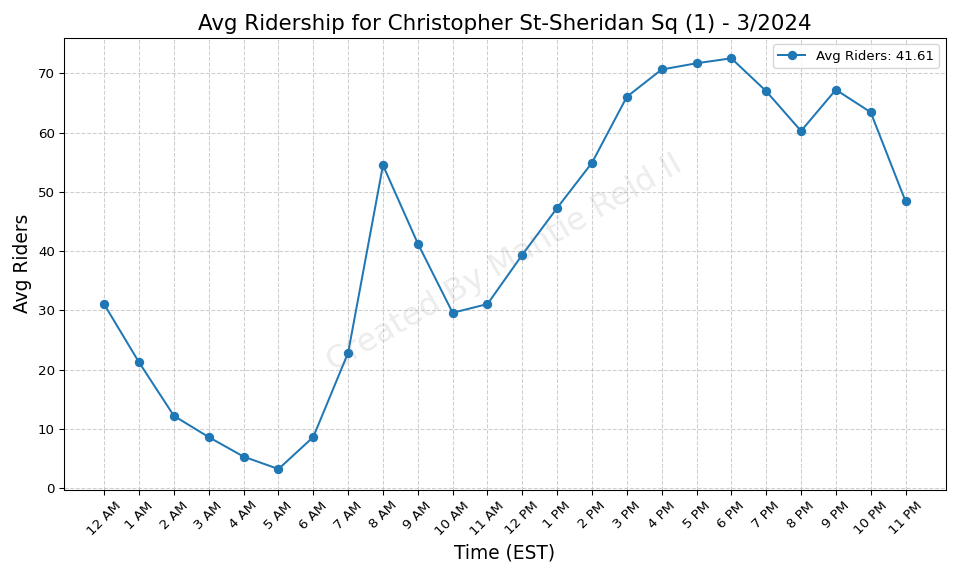 Avg Ridership for Christopher St-Sheridan Sq (1) - 3/2024
Avg Riders: 41.61
70
60
50
40
30
20
10
0
Avg Riders
Created By Mantie Reid II
12 AM
1 AM
2 AM
3 AM
4 AM
5 AM
6 AM
7 AM
8 AM
9 AM
10 AM
11 AM
12 PM
1 PM
2 PM
3 PM
4 PM
5 PM
6 PM
7 PM
8 PM
9 PM
10 PM
11 PM
Time (EST)